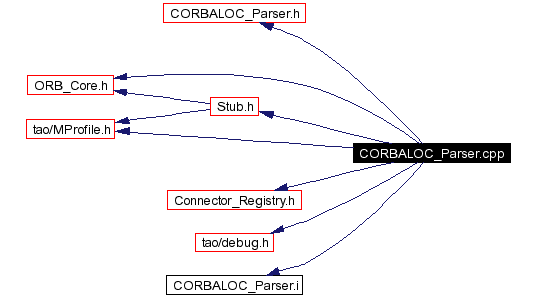 CORBALOC_Parser.h
ORB_Core.h
Stub.h
tao/MProfile.h
CORBALOC_Parser.cpp
Connector_Registry.h
tao/debug.h
CORBALOC_Parser.i